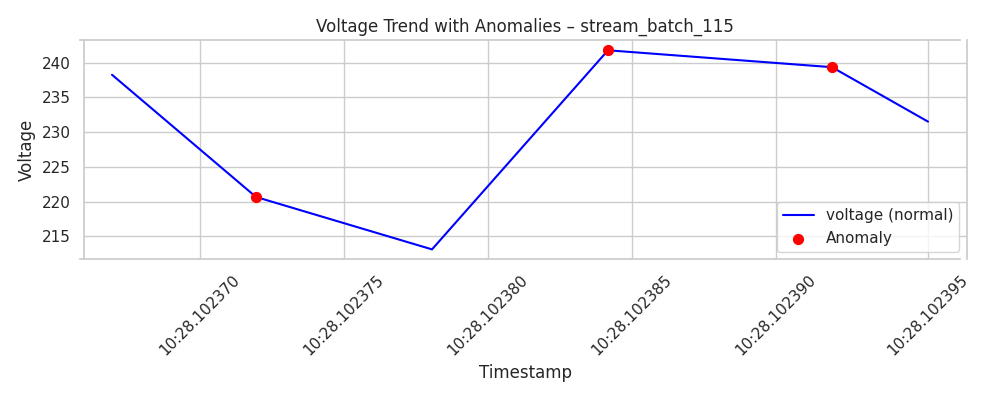 Voltage Trend with Anomalies – stream_batch_115
Voltage
240
235
230
225
220
215
voltage (normal)
Anomaly
10:28.102370
10:28.102375
10:28.102380
10:28.102385
10:28.102390
10:28.102395
Timestamp